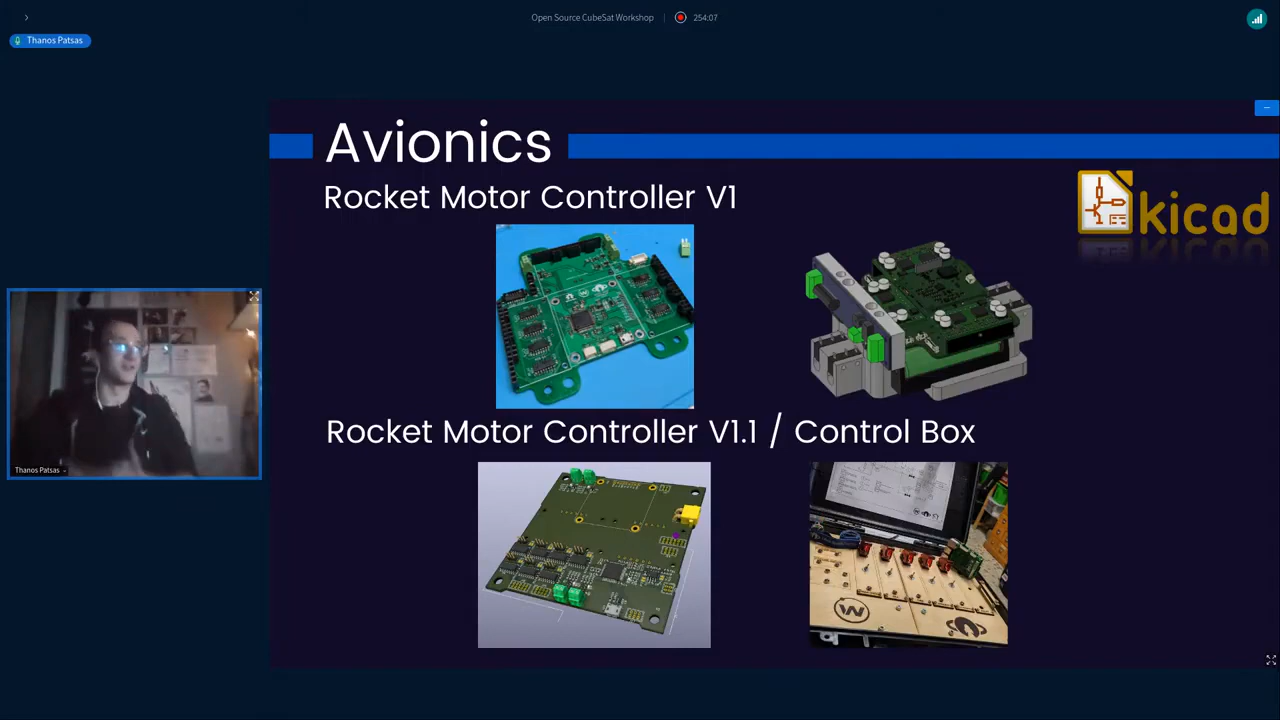 Open Source CubeSat Workshop
254:07
Thanos Patsas
Avionics
Rocket Motor Controller V1
kicad
Rocket Motor Controller V1.1 / Control Box
Thanos Patsas